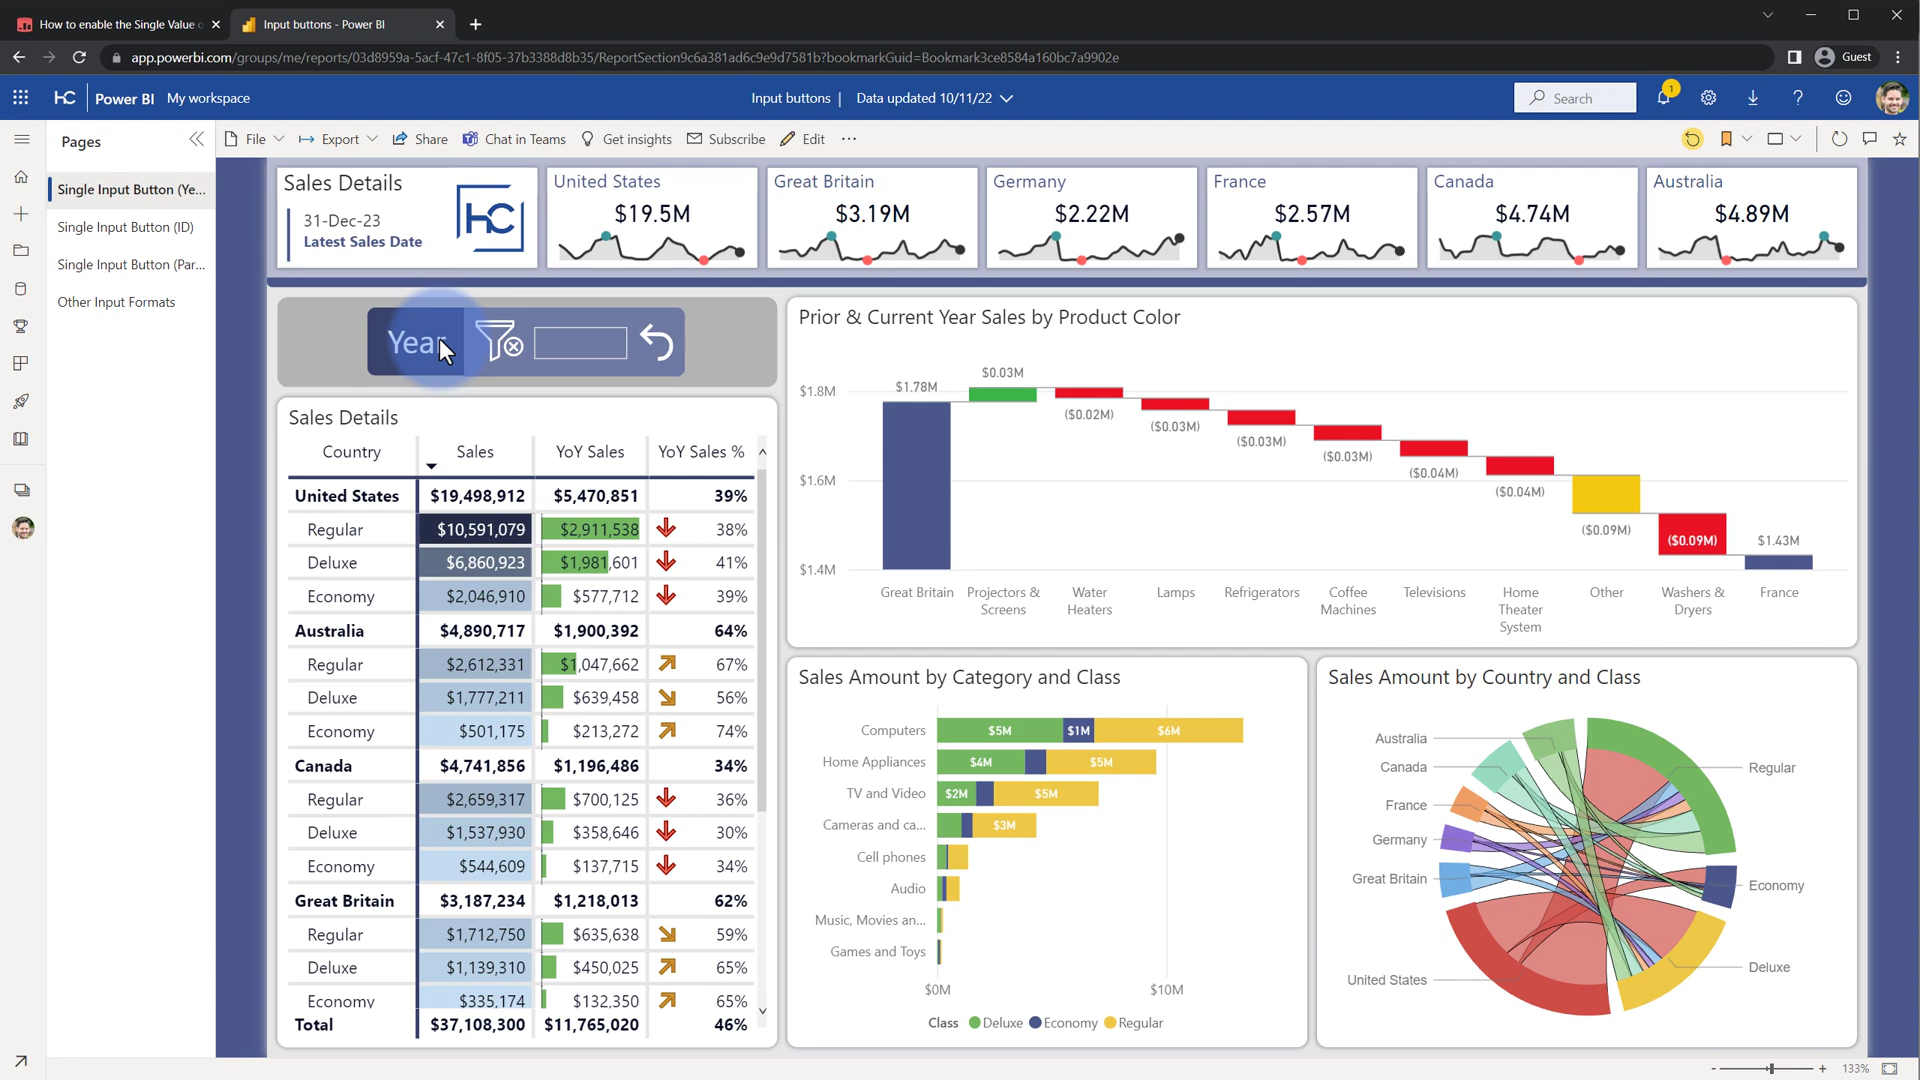 How to enable the Single Value
Input buttons - Power BI
app.powerbi.com/groups/me/reports/03d8959a-5acf-47c1-8f05-37b3388d8b35/ReportSection9c6a381ad6c9e9d7581b?bookmarkGuid=Bookmark3ce8584a160bc7a9902e
Guest
HC Power BI My workspace
Input buttons | Data updated 10/11/22
Search
1
Pages
File Export Share Chat in Teams Get insights Subscribe Edit ...
Single Input Button (Ye...
Single Input Button (ID)
Single Input Button (Par...
Other Input Formats
Sales Details
31-Dec-23
Latest Sales Date
HC
United States
$19.5M
Great Britain
$3.19M
Germany
$2.22M
France
$2.57M
Canada
$4.74M
Australia
$4.89M
Year
Sales Details
Country Sales YoY Sales YoY Sales %
United States $19,498,912 $5,470,851 39%
Regular $10,591,079 $2,911,538 38%
Deluxe $6,860,923 $1,981,601 41%
Economy $2,046,910 $577,712 39%
Australia $4,890,717 $1,900,392 64%
Regular $2,612,331 $1,047,662 67%
Deluxe $1,777,211 $639,458 56%
Economy $501,175 $213,272 74%
Canada $4,741,856 $1,196,486 34%
Regular $2,659,317 $700,125 36%
Deluxe $1,537,930 $358,646 30%
Economy $544,609 $137,715 34%
Great Britain $3,187,234 $1,218,013 62%
Regular $1,712,750 $635,638 59%
Deluxe $1,139,310 $450,025 65%
Economy $335,174 $132,350 65%
Total $37,108,300 $11,765,020 46%
Prior & Current Year Sales by Product Color
$1.8M
$1.6M
$1.4M
$1.78M
$0.03M
($0.02M)
($0.03M)
($0.03M)
($0.03M)
($0.04M)
($0.04M)
($0.09M)
($0.09M)
$1.43M
Great Britain
Projectors &
Screens
Water
Heaters
Lamps
Refrigerators
Coffee
Machines
Televisions
Home
Theater
System
Other
Washers &
Dryers
France
Sales Amount by Category and Class
Computers $5M $1M $6M
Home Appliances $4M $5M
TV and Video $2M $5M
Cameras and ca... $3M
Cell phones
Audio
Music, Movies an...
Games and Toys
$0M $10M
Class Deluxe Economy Regular
Sales Amount by Country and Class
Australia
Canada
France
Germany
Great Britain
United States
Regular
Economy
Deluxe
- + 133%